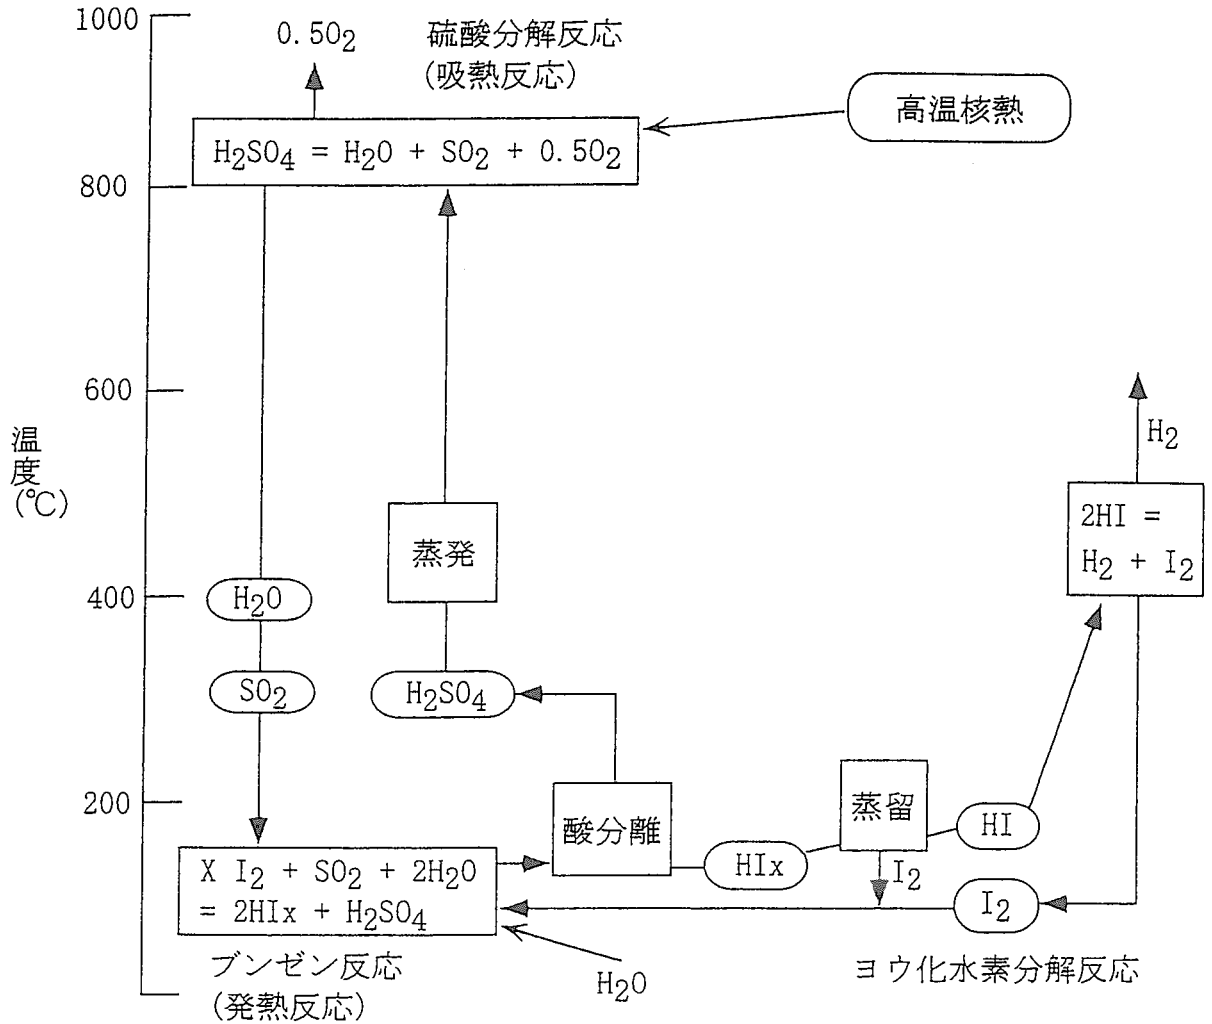 1000
0.5O₂
硫酸分解反応
(吸熱反応)
高温核熱
H₂SO₄ = H₂O + SO₂ + 0.5O₂
800
600
温
度
(℃)
H₂
2HI =
H₂ + I₂
蒸発
400
H₂O
SO₂
H₂SO₄
200
酸分離
蒸留
HI
HIx
I₂
I₂
X I₂ + SO₂ + 2H₂O
= 2HIx + H₂SO₄
ブンゼン反応
(発熱反応)
H₂O
ヨウ化水素分解反応